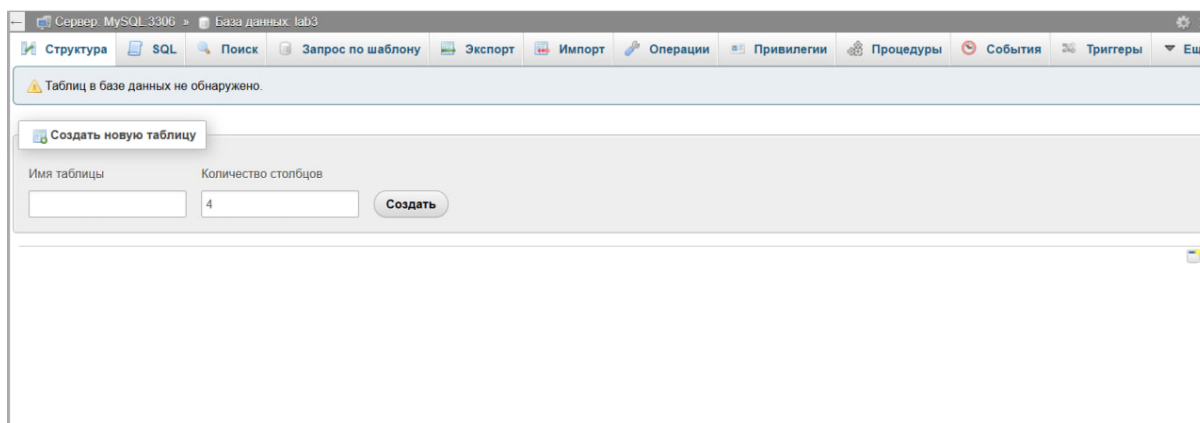 Сервер: MySQL:3306 » База данных: lab3
Структура SQL Поиск Запрос по шаблону Экспорт Импорт Операции Привилегии Процедуры События Триггеры Ещ
Таблиц в базе данных не обнаружено.
Создать новую таблицу
Имя таблицы Количество столбцов
4 Создать